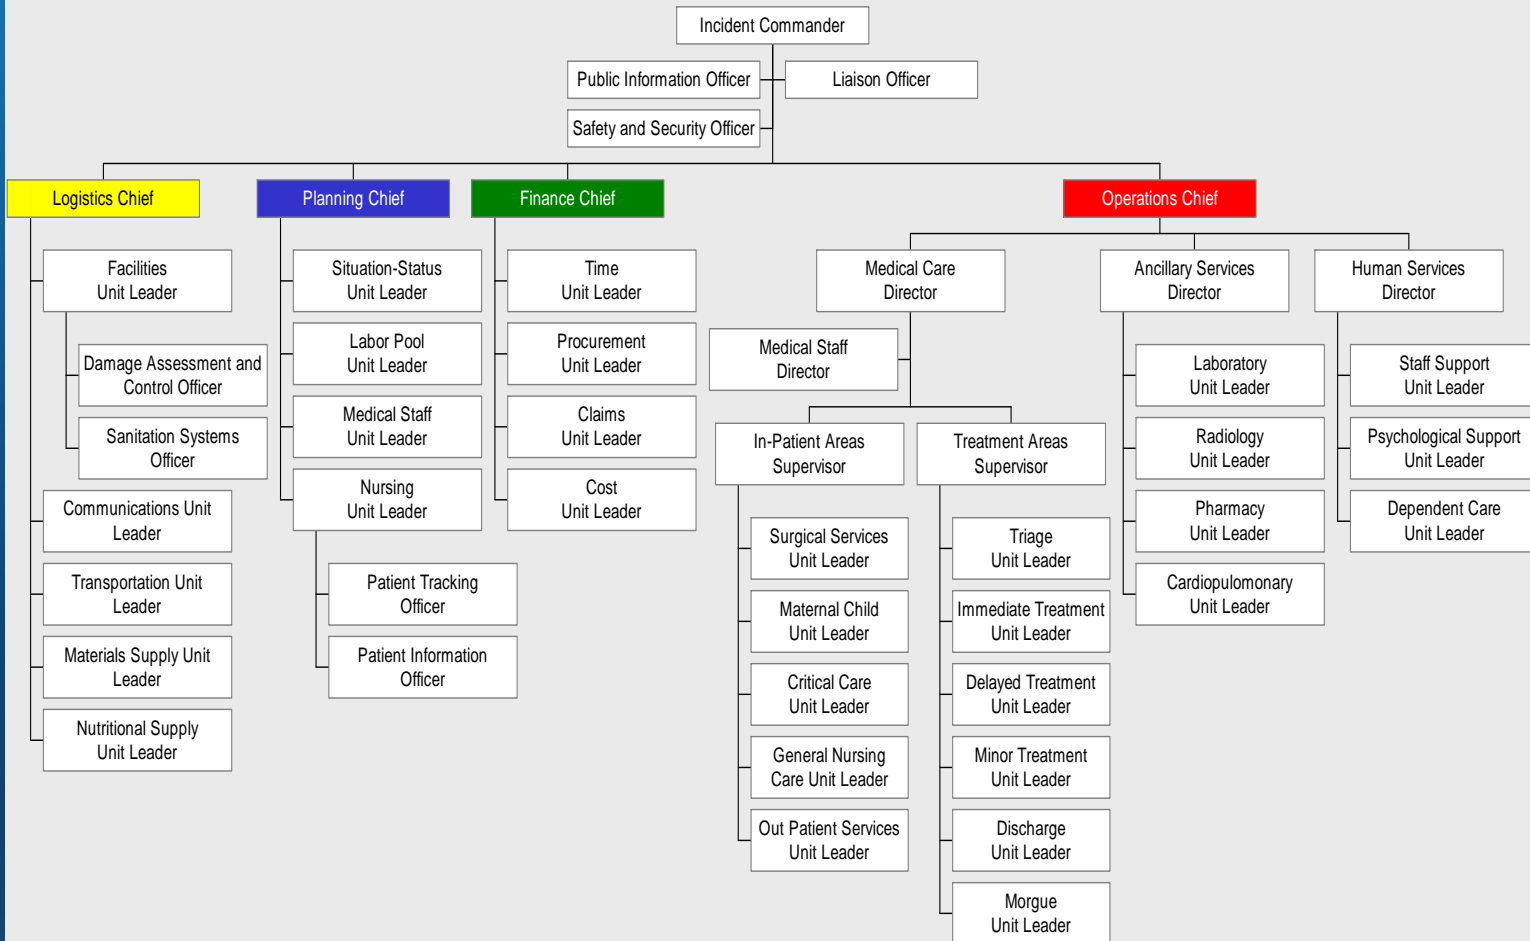 Incident Commander
Public Information Officer
Liaison Officer
Safety and Security Officer
Logistics Chief
Planning Chief
Finance Chief
Operations Chief
Facilities
Unit Leader
Damage Assessment and
Control Officer
Sanitation Systems
Officer
Communications Unit
Leader
Transportation Unit
Leader
Materials Supply Unit
Leader
Nutritional Supply
Unit Leader
Situation-Status
Unit Leader
Labor Pool
Unit Leader
Medical Staff
Unit Leader
Nursing
Unit Leader
Patient Tracking
Officer
Patient Information
Officer
Time
Unit Leader
Procurement
Unit Leader
Claims
Unit Leader
Cost
Unit Leader
Medical Care
Director
Medical Staff
Director
In-Patient Areas
Supervisor
Surgical Services
Unit Leader
Maternal Child
Unit Leader
Critical Care
Unit Leader
General Nursing
Care Unit Leader
Out Patient Services
Unit Leader
Treatment Areas
Supervisor
Triage
Unit Leader
Immediate Treatment
Unit Leader
Delayed Treatment
Unit Leader
Minor Treatment
Unit Leader
Discharge
Unit Leader
Morgue
Unit Leader
Ancillary Services
Director
Laboratory
Unit Leader
Radiology
Unit Leader
Pharmacy
Unit Leader
Cardiopulomonary
Unit Leader
Human Services
Director
Staff Support
Unit Leader
Psychological Support
Unit Leader
Dependent Care
Unit Leader